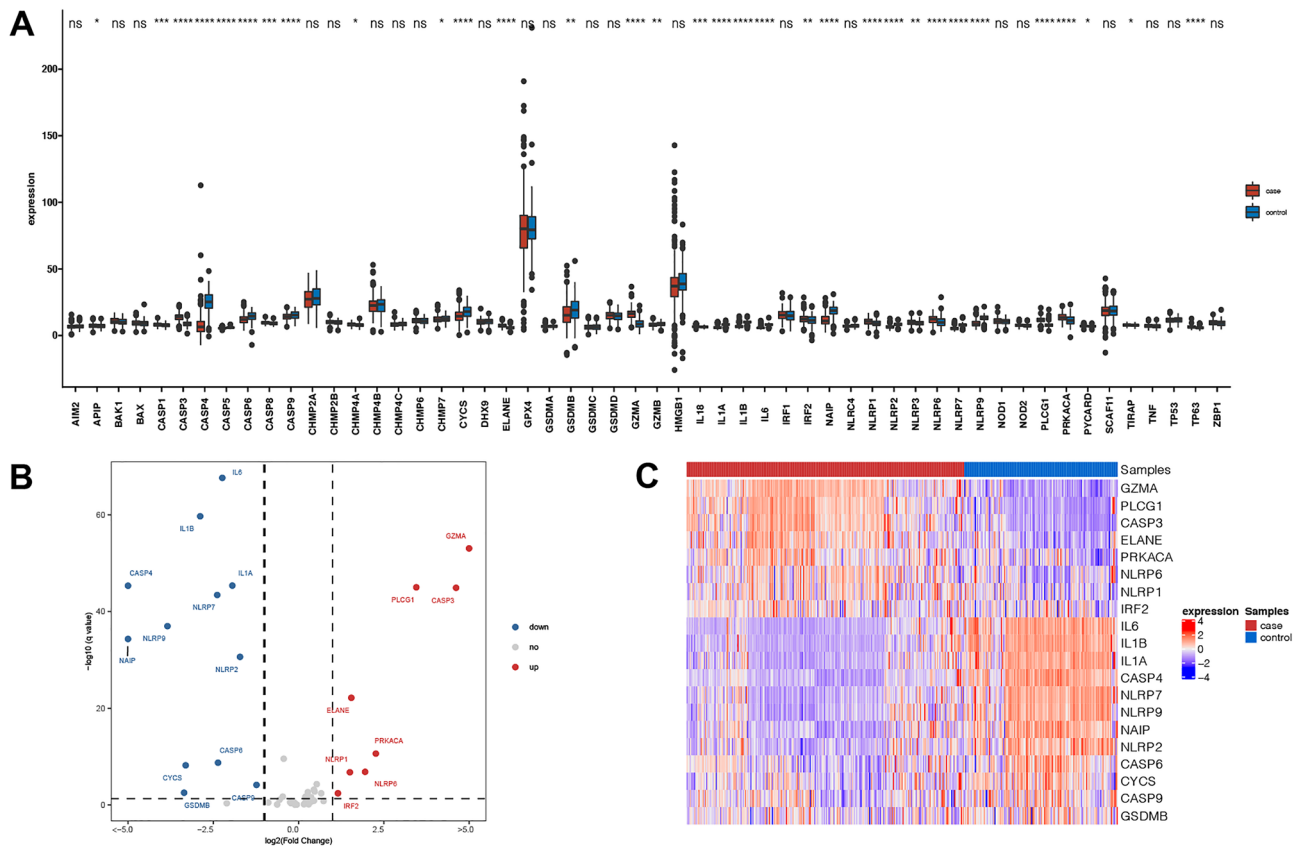 A
ns * ns ns *** *** **** **** **** *** **** ns ns * ns ns ns * **** ns **** ns ns ** ns ns **** ** ns *** **** **** **** ns ** **** ns **** **** ** **** **** **** ns ns **** **** * ns * ns ns **** ns
200
150
100
50
0
expression
case
control
AIM2 APIP BAK1 BAX CASP1 CASP3 CASP4 CASP5 CASP6 CASP8 CASP9 CHMP2A CHMP2B CHMP4A CHMP4B CHMP4C CHMP6 CHMP7 CYCS DHX9 ELANE GPX4 GSDMA GSDMB GSDMC GSDMD GZMA GZMB HMGB1 IL18 IL1A IL1B IL6 IRF1 IRF2 NAIP NLRC4 NLRP1 NLRP2 NLRP3 NLRP6 NLRP7 NLRP9 NOD1 NOD2 PLCG1 PRKACA PYCARD SCAF11 TIRAP TNF TP53 TP63 ZBP1
B
IL6
IL1B
GZMA
CASP4
IL1A
PLCG1
CASP3
NLRP7
NLRP9
NAIP
NLRP2
ELANE
PRKACA
CASP6
NLRP1
CYCS
NLRP6
CASP9
GSDMB
IRF2
60
40
20
0
−log10 (q value)
<−5.0 −2.5 0.0 2.5 >5.0
log2(Fold Change)
down
no
up
C
Samples
GZMA
PLCG1
CASP3
ELANE
PRKACA
NLRP6
NLRP1
IRF2
IL6
IL1B
IL1A
CASP4
NLRP7
NLRP9
NAIP
NLRP2
CASP6
CYCS
CASP9
GSDMB
expression Samples
4 case
2 control
0
−2
−4